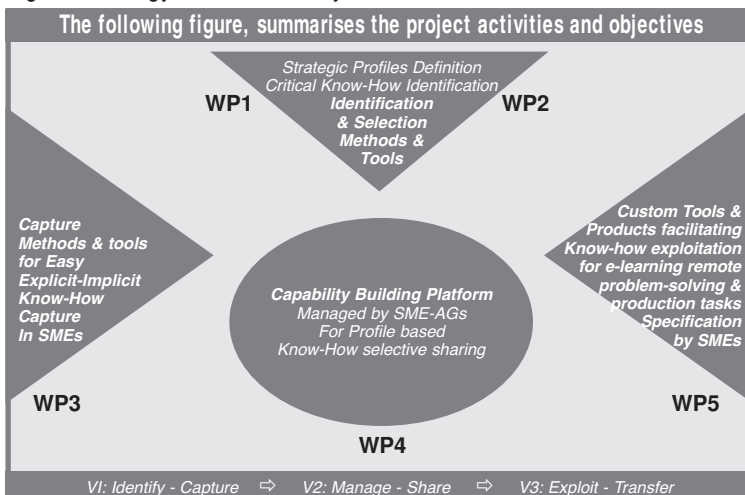 The following figure, summarises the project activities and objectives
Strategic Profiles Definition
Critical Know-How Identification
Identification
& Selection
Methods &
Tools
WP1
WP2
Capture
Methods & tools
for Easy
Explicit-Implicit
Know-How
Capture
In SMEs
WP3
Capability Building Platform
Managed by SME-AGs
For Profile based
Know-How selective sharing
WP4
Custom Tools &
Products facilitating
Know-how exploitation
for e-learning remote
problem-solving &
production tasks
Specification
by SMEs
WP5
VI: Identify - Capture ⇨ V2: Manage - Share ⇨ V3: Exploit - Transfer